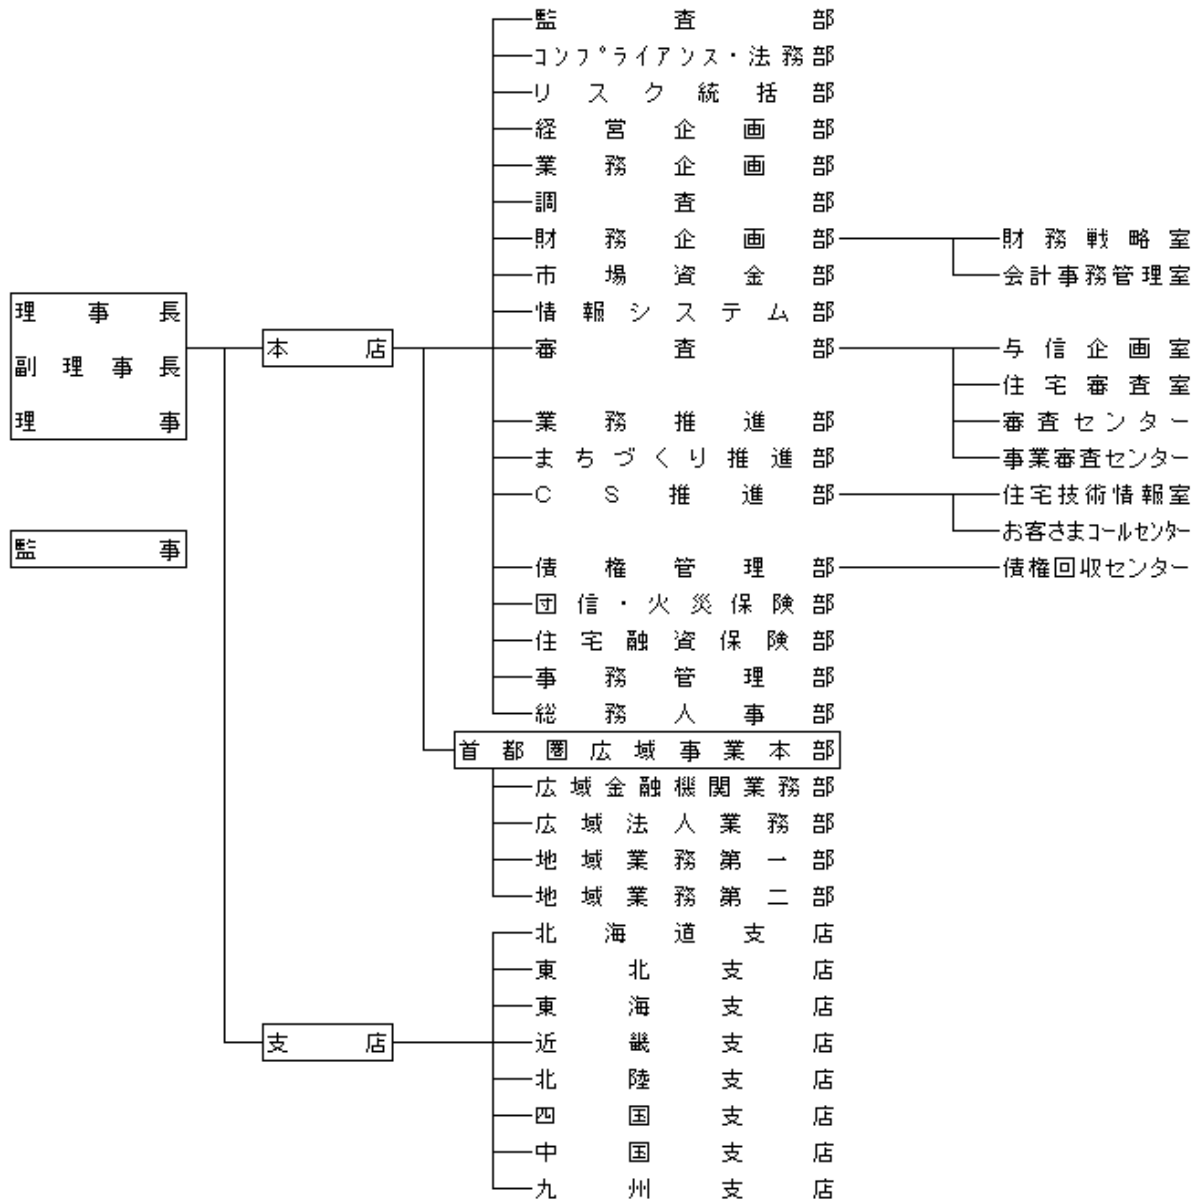 監査部
コンプライアンス・法務部
リスク統括部
経営企画部
業務企画部
調査部
財務企画部 財務戦略室
市場資金部 会計事務管理室
理事長 情報システム部
本店 審査部 与信企画室
副理事長
住宅審査室
理事 業務推進部 審査センター
まちづくり推進部 事業審査センター
CS推進部 住宅技術情報室
お客さまコールセンター
監事
債権管理部 債権回収センター
団信・火災保険部
住宅融資保険部
事務管理部
総務人事部
首都圏広域事業本部
広域金融機関業務部
広域法人業務部
地域業務第一部
地域業務第二部
北海道支店
東北支店
東海支店
支店 近畿支店
北陸支店
四国支店
中国支店
九州支店